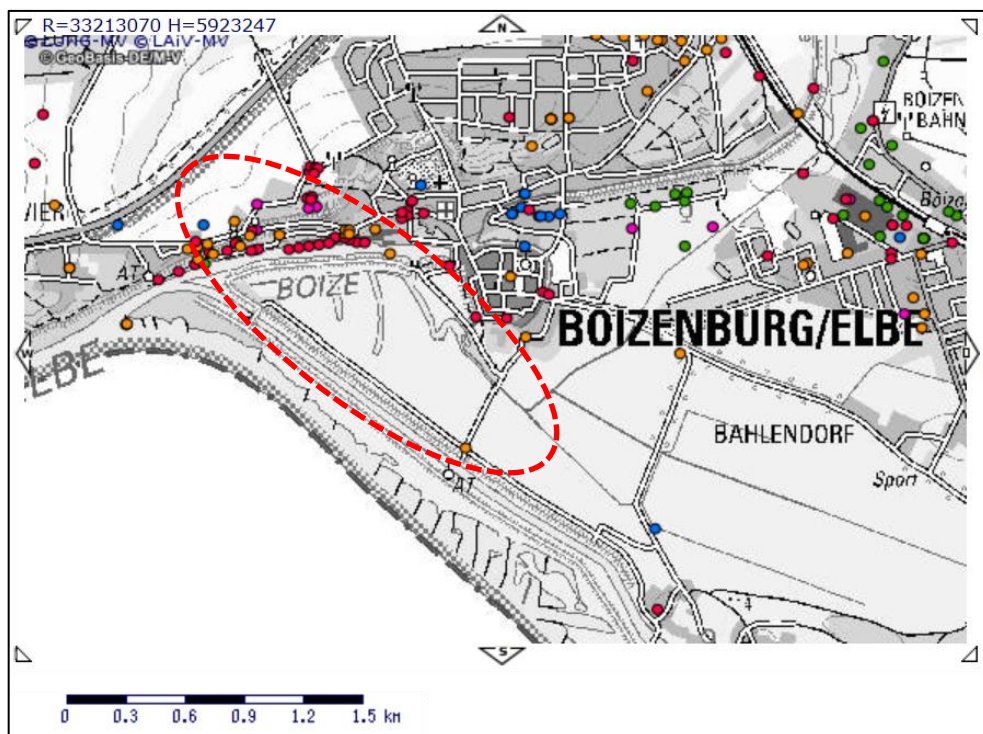 R=33213070 H=5923247
© LUNG-MV © LAiV-MV
© GeoBasis-DE/M-V
N
BOIZEN
BAHN
VIER
AT
BOIZE
BOIZENBURG/ELBE
W
ELBE
BAHLENDORF
Sport
AT
S
0 0.3 0.6 0.9 1.2 1.5 km